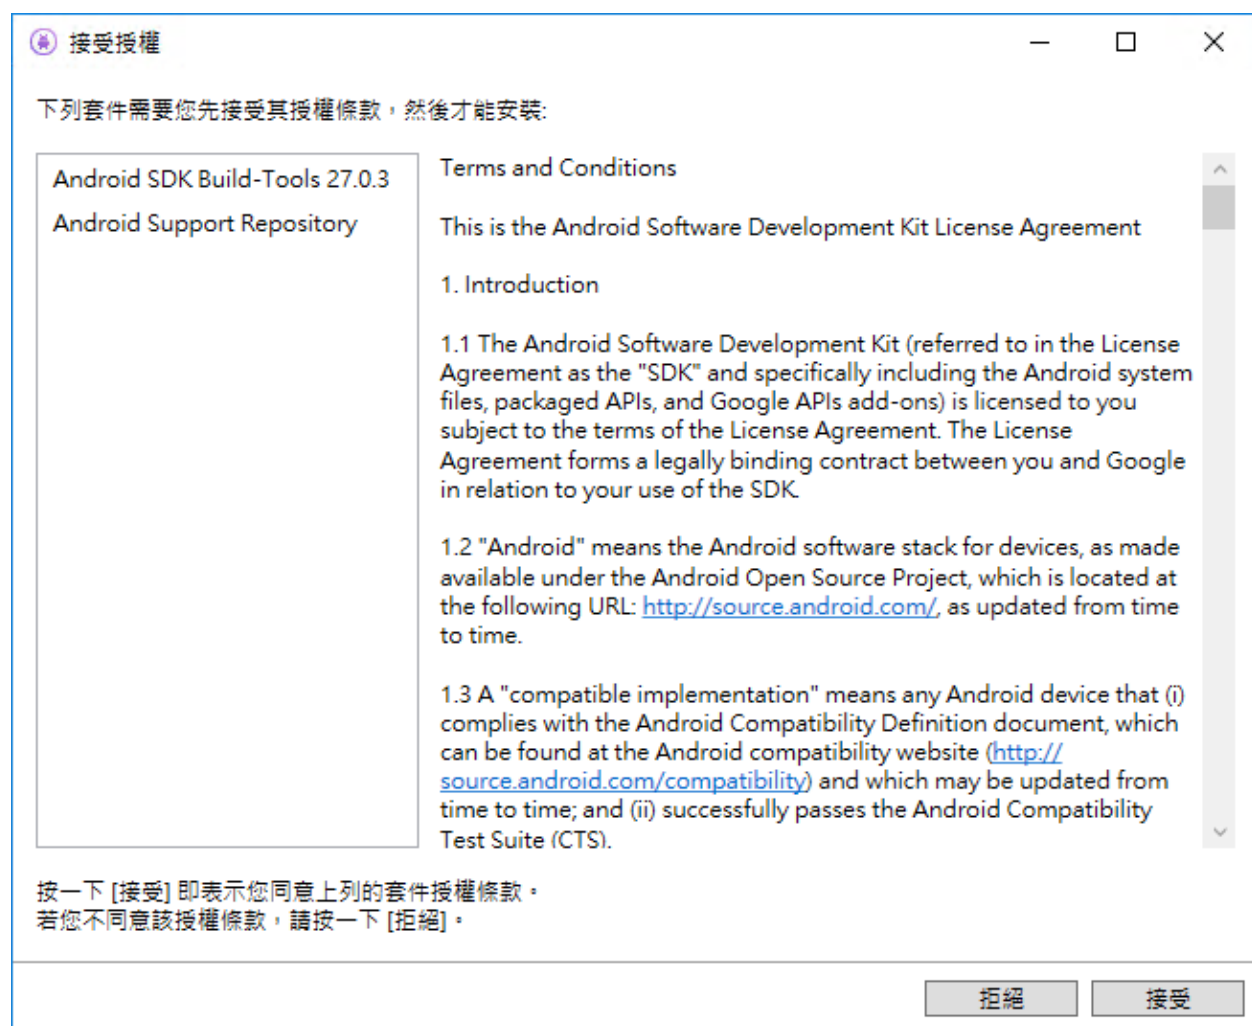 接受授權
下列套件需要您先接受其授權條款，然後才能安裝:
Android SDK Build-Tools 27.0.3
Android Support Repository
Terms and Conditions
This is the Android Software Development Kit License Agreement
1. Introduction
1.1 The Android Software Development Kit (referred to in the License
Agreement as the "SDK" and specifically including the Android system
files, packaged APIs, and Google APIs add-ons) is licensed to you
subject to the terms of the License Agreement. The License
Agreement forms a legally binding contract between you and Google
in relation to your use of the SDK.
1.2 "Android" means the Android software stack for devices, as made
available under the Android Open Source Project, which is located at
the following URL: http://source.android.com/, as updated from time
to time.
1.3 A "compatible implementation" means any Android device that (i)
complies with the Android Compatibility Definition document, which
can be found at the Android compatibility website (http://
source.android.com/compatibility) and which may be updated from
time to time; and (ii) successfully passes the Android Compatibility
Test Suite (CTS).
按一下 [接受] 即表示您同意上列的套件授權條款。
若您不同意該授權條款，請按一下 [拒絕]。
拒絕
接受